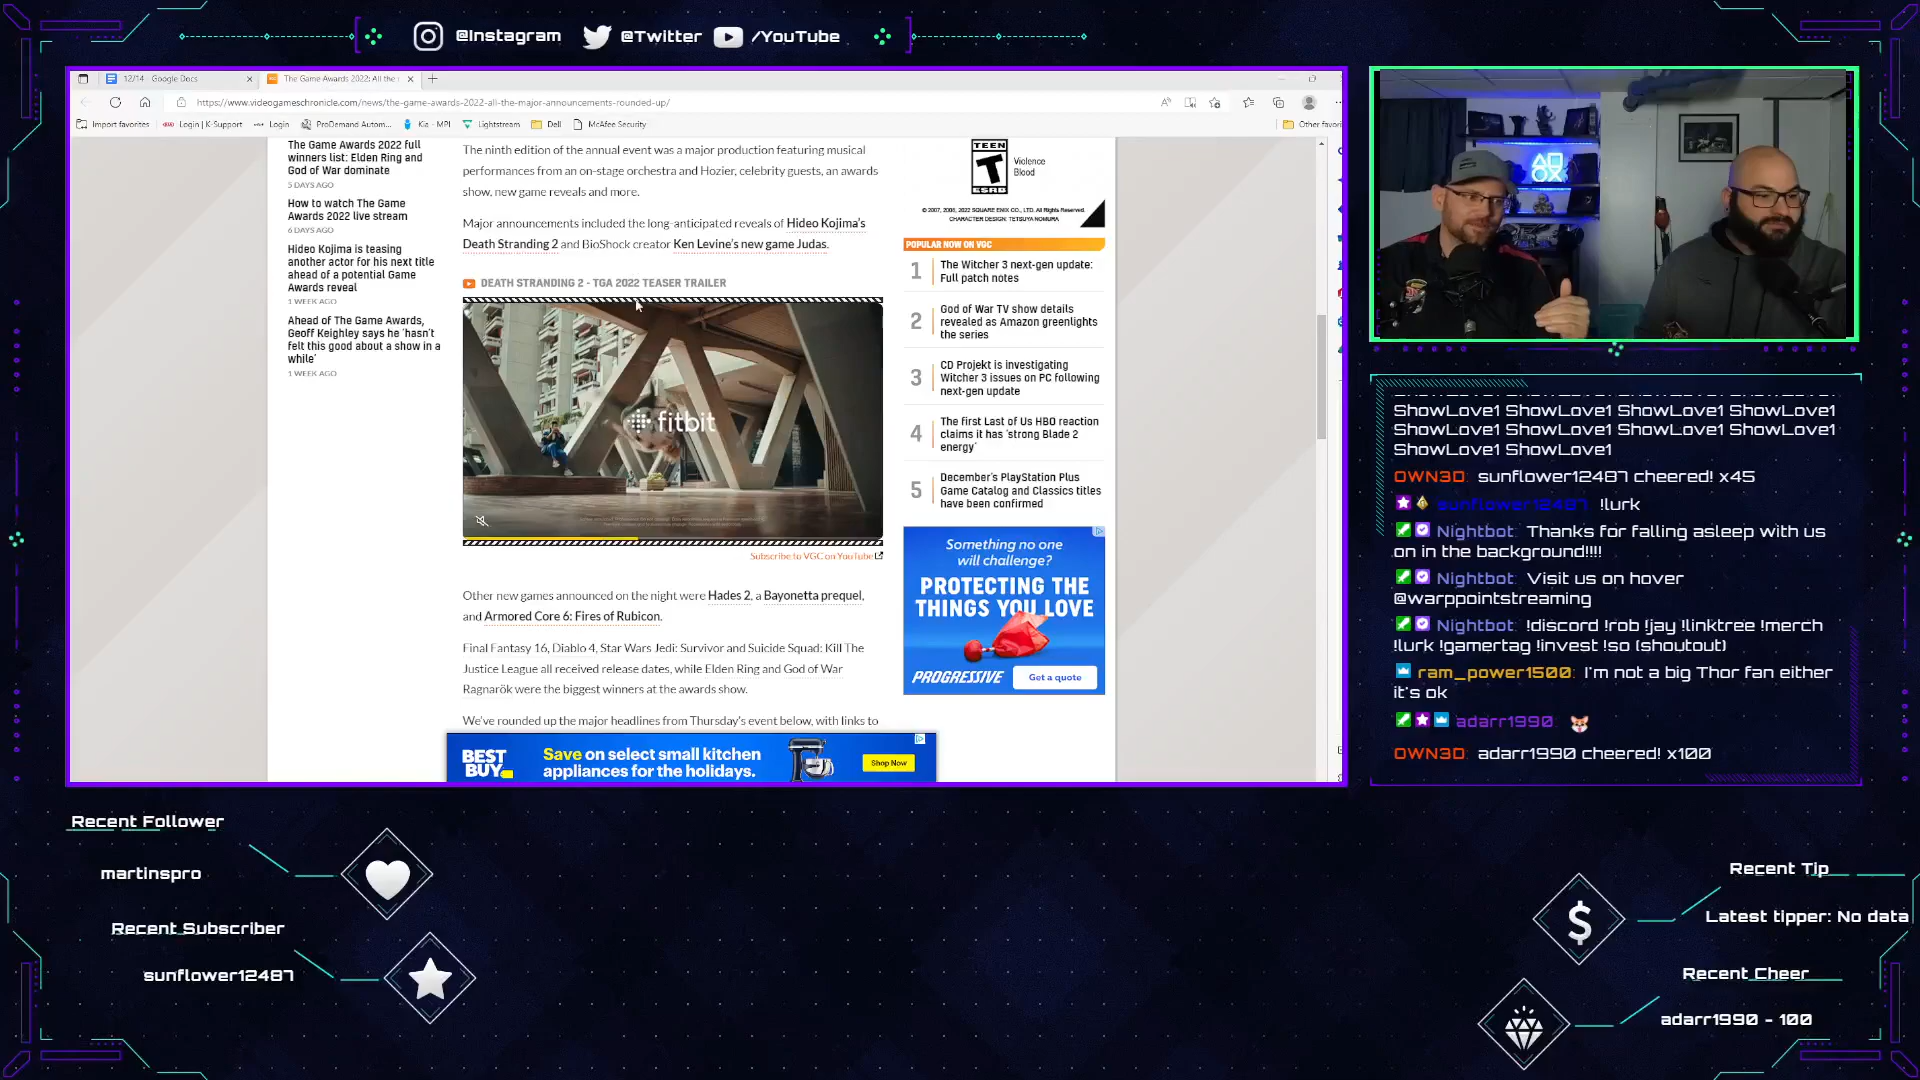 @Instagram @Twitter /YouTube
12/14 - Google Docs
The Game Awards 2022: All the
https://www.videogameschronicle.com/news/the-game-awards-2022-all-the-major-announcements-rounded-up/
Import favorites Login | K-Support Login ProDemand Autom... Kia - MPI Lightstream Dell McAfee Security Other favori
The Game Awards 2022 full
winners list: Elden Ring and
God of War dominate
5 DAYS AGO
How to watch The Game
Awards 2022 live stream
6 DAYS AGO
Hideo Kojima is teasing
another actor for his next title
ahead of a potential Game
Awards reveal
1 WEEK AGO
Ahead of The Game Awards,
Geoff Keighley says he 'hasn't
felt this good about a show in a
while'
1 WEEK AGO
The ninth edition of the annual event was a major production featuring musical
performances from an on-stage orchestra and Hozier, celebrity guests, an awards
show, new game reveals and more.
Major announcements included the long-anticipated reveals of Hideo Kojima's
Death Stranding 2 and BioShock creator Ken Levine's new game Judas.
DEATH STRANDING 2 - TGA 2022 TEASER TRAILER
fitbit
Subscribe to VGC on YouTube
Other new games announced on the night were Hades 2, a Bayonetta prequel,
and Armored Core 6: Fires of Rubicon.
Final Fantasy 16, Diablo 4, Star Wars Jedi: Survivor and Suicide Squad: Kill The
Justice League all received release dates, while Elden Ring and God of War
Ragnarök were the biggest winners at the awards show.
We've rounded up the major headlines from Thursday's event below, with links to
BEST
BUY
Save on select small kitchen
appliances for the holidays.
Shop Now
TEEN
T
ESRB
Violence
Blood
© 2007, 2008, 2022 SQUARE ENIX CO., LTD. All Rights Reserved.
CHARACTER DESIGN: TETSUYA NOMURA
POPULAR NOW ON VGC
1 The Witcher 3 next-gen update:
Full patch notes
2 God of War TV show details
revealed as Amazon greenlights
the series
3 CD Projekt is investigating
Witcher 3 issues on PC following
next-gen update
4 The first Last of Us HBO reaction
claims it has 'strong Blade 2
energy'
5 December's PlayStation Plus
Game Catalog and Classics titles
have been confirmed
Something no one
will challenge?
PROTECTING THE
THINGS YOU LOVE
PROGRESSIVE Get a quote
ShowLove1 ShowLove1 ShowLove1 ShowLove1
ShowLove1 ShowLove1 ShowLove1 ShowLove1
ShowLove1 ShowLove1
OWN3D: sunflower12487 cheered! x45
sunflower12487 !lurk
Nightbot: Thanks for falling asleep with us
on in the background!!!!
Nightbot: Visit us on hover
@warppointstreaming
Nightbot: !discord !rob !jay !linktree !merch
!lurk !gamertag !invest !so (shoutout)
ram_power1500: I'm not a big Thor fan either
it's ok
adarr1990:
OWN3D: adarr1990 cheered! x100
Recent Follower
martinspro
Recent Subscriber
sunflower12487
Recent Tip
Latest tipper: No data
Recent Cheer
adarr1990 - 100